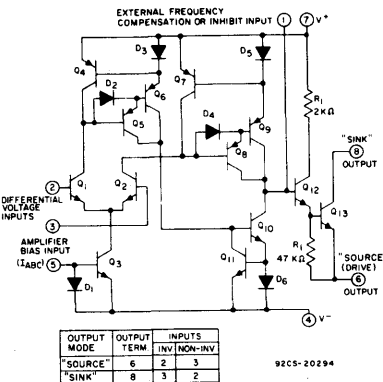 EXTERNAL FREQUENCY
COMPENSATION OR INHIBIT INPUT 1
7 V+
D3
D5
Q4
Q7
D2
Q6
R1
2KΩ
D4
Q9
"SINK"
8
OUTPUT
Q5
Q8
2
Q1
Q2
Q12
DIFFERENTIAL
VOLTAGE
INPUTS
3
Q13
Q10
AMPLIFIER
BIAS INPUT
(IABC) 5
Q3
Q11
R1
47 KΩ
"SOURCE"
(DRIVE)
6
OUTPUT
D1
D6
4 V-
OUTPUT MODE OUTPUT TERM. INPUTS
INV NON-INV
"SOURCE" 6 2 3
"SINK" 8 3 2
92CS-20294